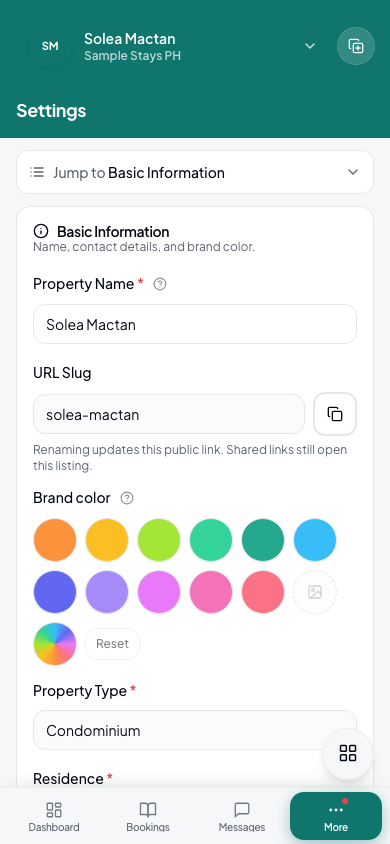 SM
Solea Mactan
Sample Stays PH
Settings
Jump to Basic Information
Basic Information
Name, contact details, and brand color.
Property Name *
Solea Mactan
URL Slug
solea-mactan
Renaming updates this public link. Shared links still open
this listing.
Brand color
Reset
Property Type *
Condominium
Residence *
Dashboard
Bookings
Messages
More